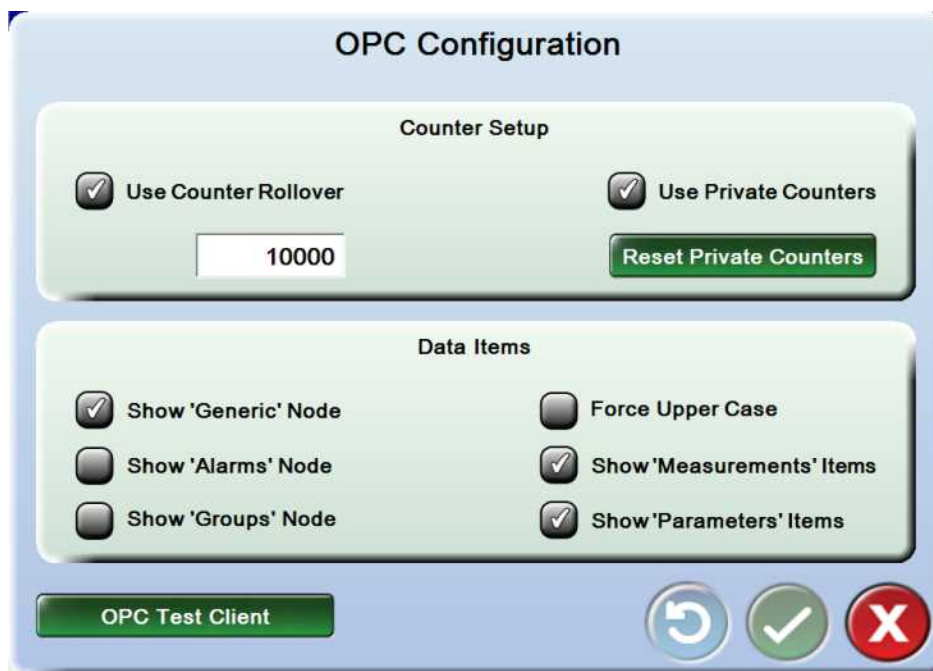 OPC Configuration
Counter Setup
Use Counter Rollover
Use Private Counters
10000
Reset Private Counters
Data Items
Show 'Generic' Node
Force Upper Case
Show 'Alarms' Node
Show 'Measurements' Items
Show 'Groups' Node
Show 'Parameters' Items
OPC Test Client